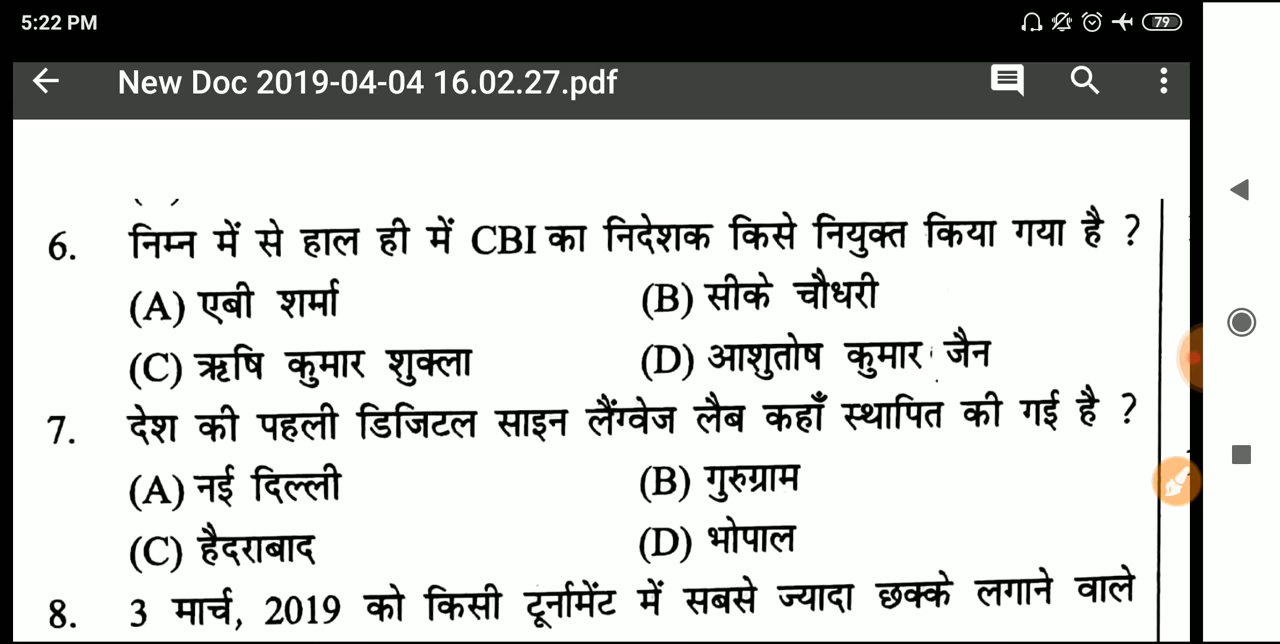 5:22 PM
79
New Doc 2019-04-04 16.02.27.pdf
6. निम्न में से हाल ही में CBI का निदेशक किसे नियुक्त किया गया है ?
(A) एबी शर्मा (B) सीके चौधरी
(C) ऋषि कुमार शुक्ला (D) आशुतोष कुमार जैन
7. देश की पहली डिजिटल साइन लैंग्वेज लैब कहाँ स्थापित की गई है ?
(A) नई दिल्ली (B) गुरुग्राम
(C) हैदराबाद (D) भोपाल
8. 3 मार्च, 2019 को किसी टूर्नामेंट में सबसे ज्यादा छक्के लगाने वाले